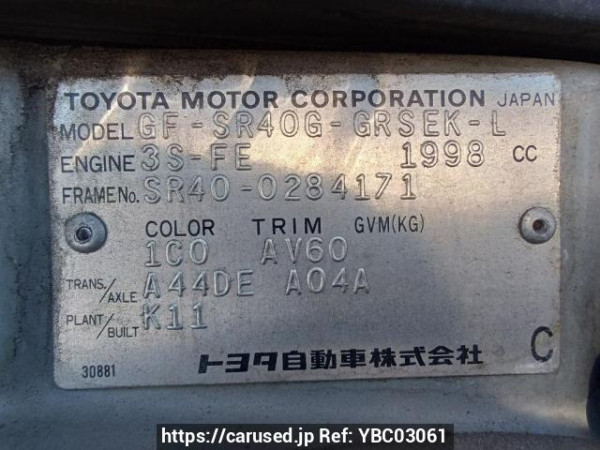 TOYOTA MOTOR CORPORATION JAPAN
MODEL GF-SR40G-GRSEK-L
ENGINE 3S-FE 1998 CC
FRAME No. SR40-0284171
COLOR TRIM GVM(KG)
1C0 AV60
TRANS./AXLE A44DE A04A
PLANT/BUILT K11
30881 トヨタ自動車株式会社 C
https://carused.jp Ref: YBC03061